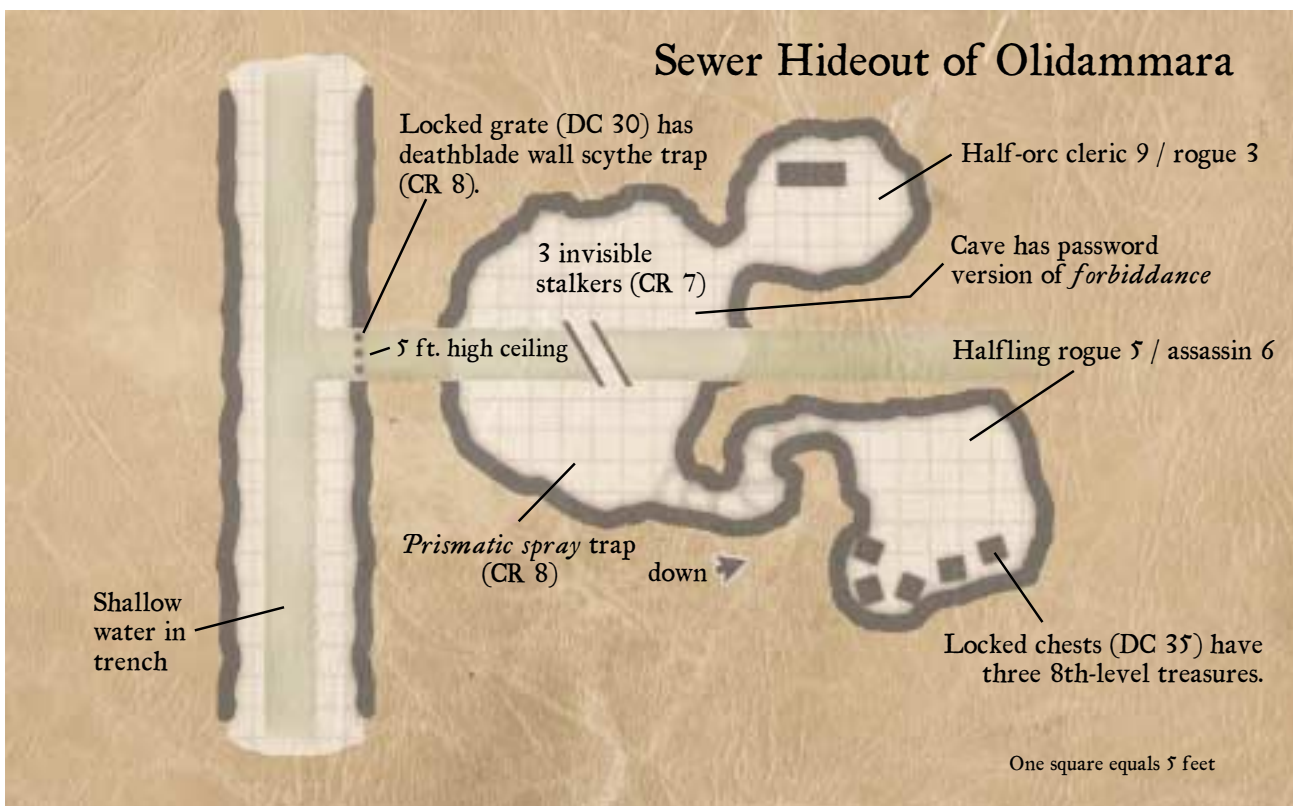 Sewer Hideout of Olidammara
Locked grate (DC 30) has
deathblade wall scythe trap
(CR 8).
Half-orc cleric 9 / rogue 3
3 invisible
stalkers (CR 7)
Cave has password
version of forbiddance
5 ft. high ceiling
Halfling rogue 5 / assassin 6
Prismatic spray trap
(CR 8)
down
Shallow
water in
trench
Locked chests (DC 35) have
three 8th-level treasures.
One square equals 5 feet